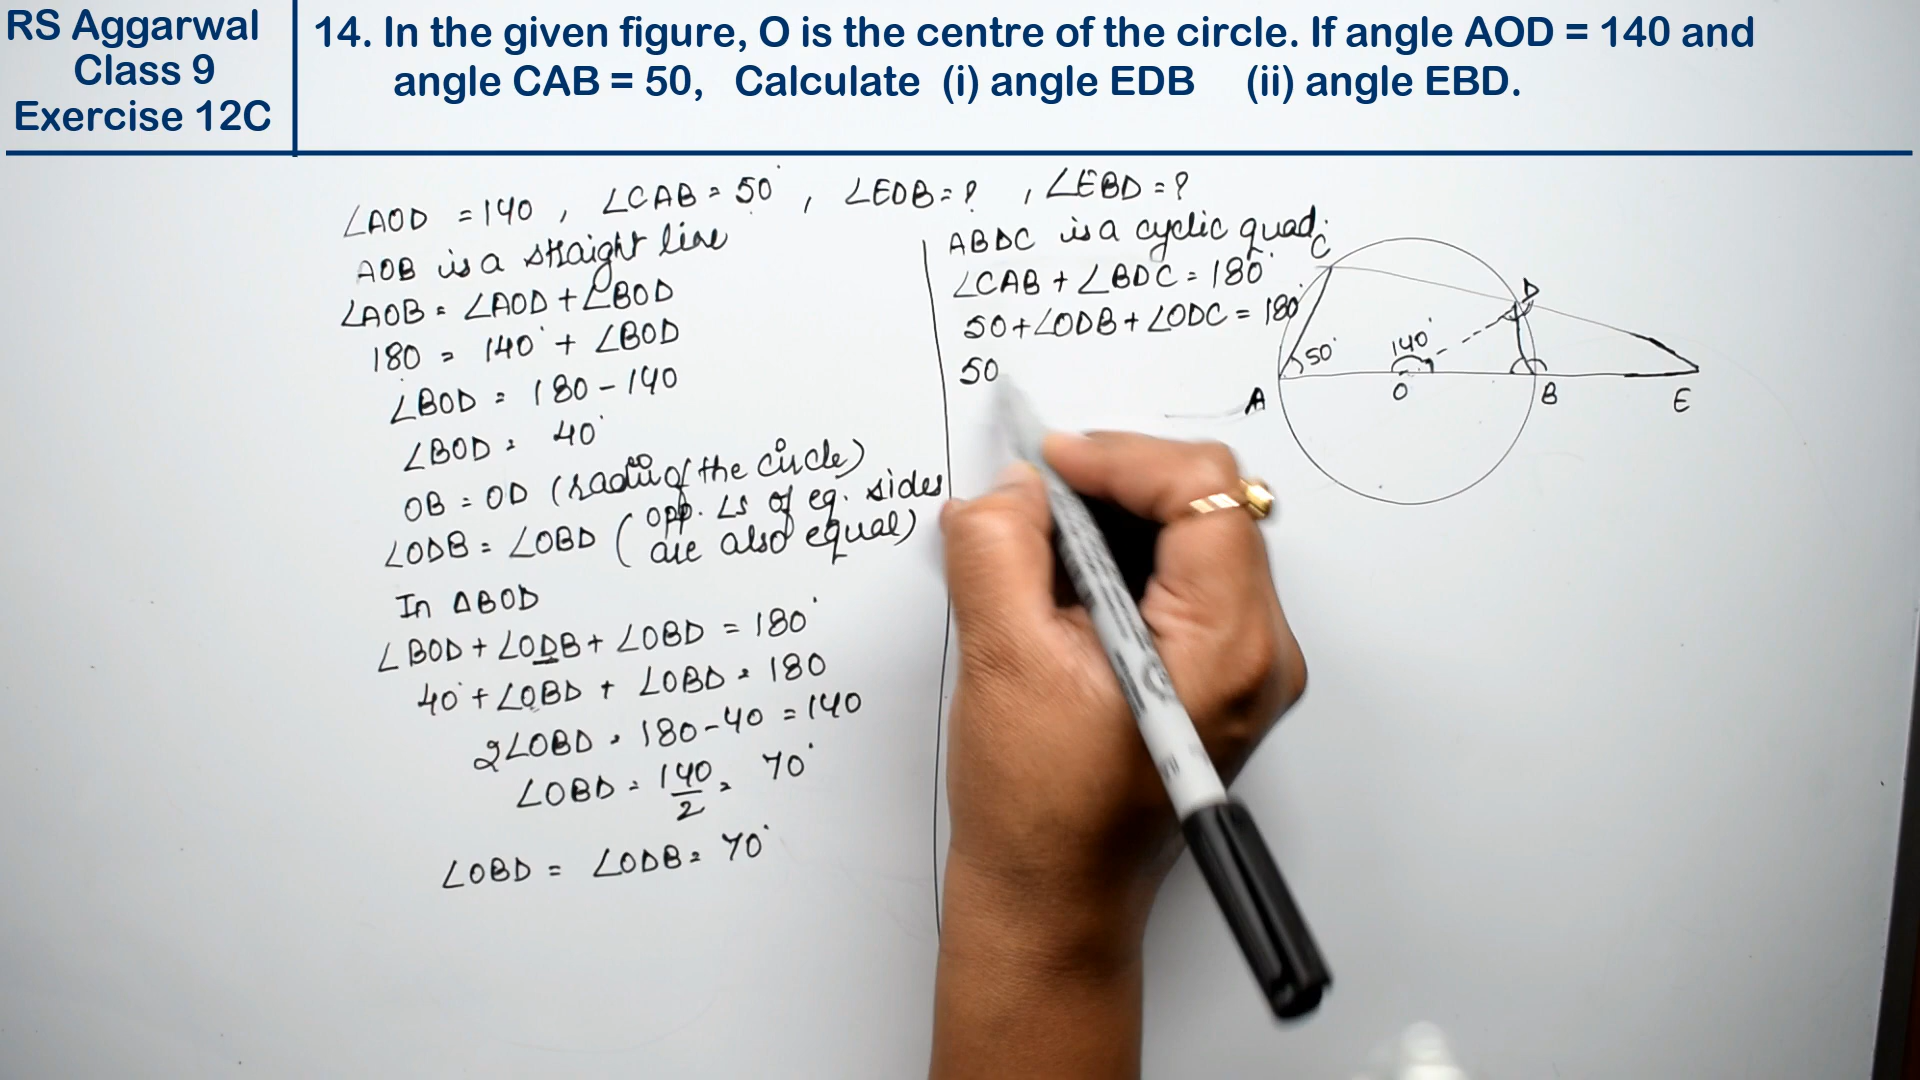 RS Aggarwal
Class 9
Exercise 12C
14. In the given figure, O is the centre of the circle. If angle AOD = 140 and
angle CAB = 50, Calculate (i) angle EDB (ii) angle EBD.
∠AOD = 140, ∠CAB = 50°, ∠EDB = ?, ∠EBD = ?
AOB is a straight line
∠AOB = ∠AOD + ∠BOD
180 = 140° + ∠BOD
∠BOD = 180 - 140
∠BOD = 40°
OB = OD (radii of the circle)
∠ODB = ∠OBD (opp. ∠s of eq. sides
are also equal)
In ΔBOD
∠BOD + ∠ODB + ∠OBD = 180°
40° + ∠OBD + ∠OBD = 180
2∠OBD = 180 - 40 = 140
∠OBD = 140/2 = 70°
∠OBD = ∠ODB = 70°
ABDC is a cyclic quad.
∠CAB + ∠BDC = 180°
50 + ∠ODB + ∠ODC = 180°
50
C
D
50°
140°
A
O
B
E